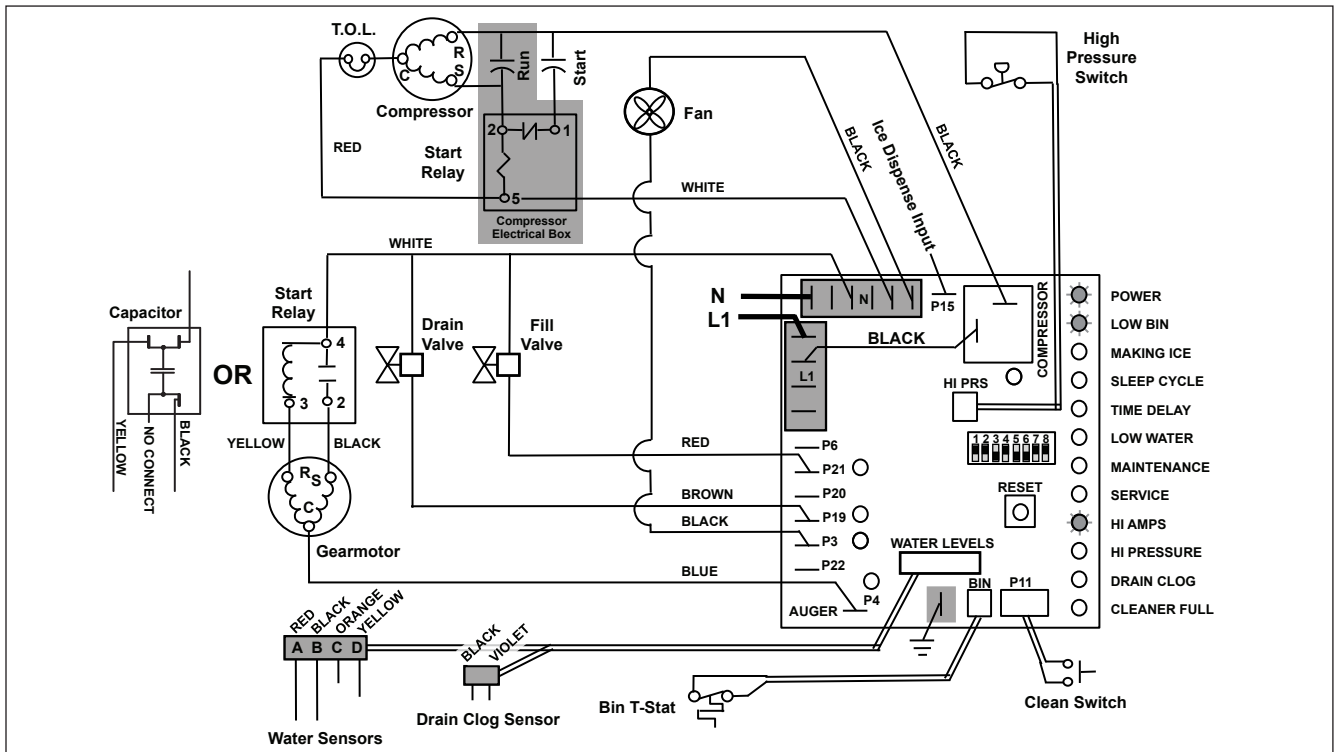 T.O.L.
R
S
C
Compressor
Run
Start
High
Pressure
Switch
Fan
2
1
5
RED
Start
Relay
Compressor
Electrical Box
WHITE
BLACK
Ice Dispense Input
BLACK
WHITE
Capacitor
YELLOW
NO CONNECT
BLACK
OR
Start
Relay
4
3
2
YELLOW
BLACK
R
S
C
Gearmotor
Drain
Valve
Fill
Valve
N
L1
N
P15
COMPRESSOR
BLACK
L1
HI PRS
1 2 3 4 5 6 7 8
RESET
RED
P6
P21
P20
BROWN
P19
BLACK
P3
P22
BLUE
P4
AUGER
WATER LEVELS
BIN
P11
POWER
LOW BIN
MAKING ICE
SLEEP CYCLE
TIME DELAY
LOW WATER
MAINTENANCE
SERVICE
HI AMPS
HI PRESSURE
DRAIN CLOG
CLEANER FULL
RED
BLACK
ORANGE
YELLOW
A B C D
Water Sensors
BLACK
VIOLET
Drain Clog Sensor
Bin T-Stat
Clean Switch